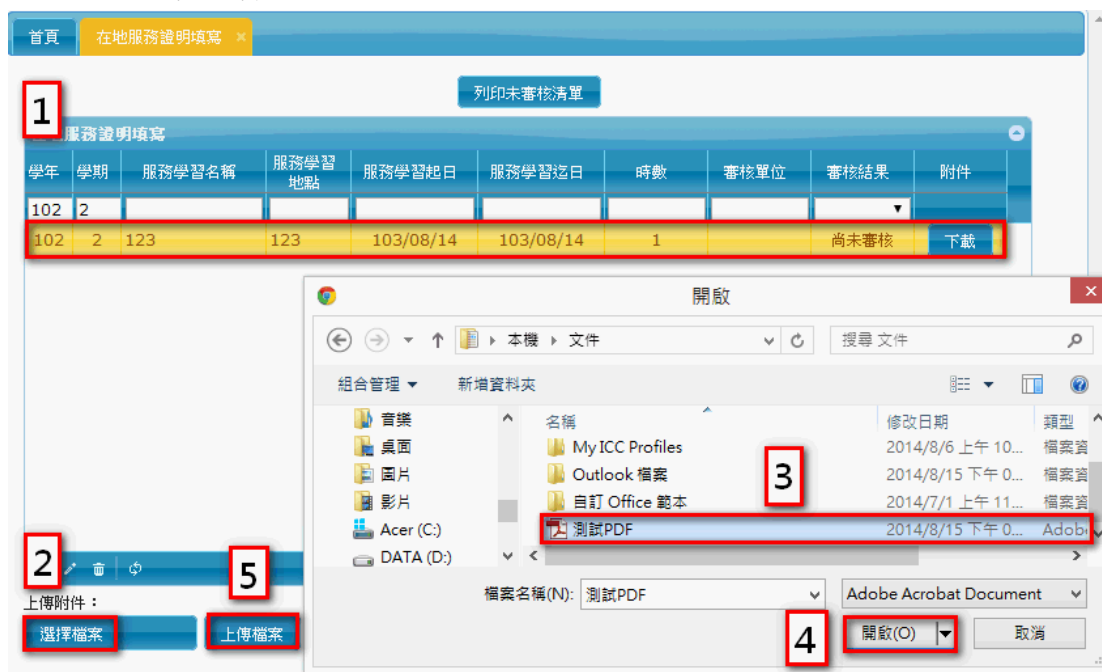 首頁
在地服務證明填寫 ×
列印未審核清單
1
服務證明填寫
學年 學期 服務學習名稱 服務學習地點 服務學習起日 服務學習迄日 時數 審核單位 審核結果 附件
102 2
102 2 123 123 103/08/14 103/08/14 1 尚未審核 下載
開啟
本機 文件
搜尋 文件
組合管理 新增資料夾
音樂
桌面
圖片
影片
Acer (C:)
DATA (D:)
名稱 修改日期 類型
My ICC Profiles 2014/8/6 上午 10... 檔案資
Outlook 檔案 2014/8/15 下午 0... 檔案資
3
自訂 Office 範本 2014/7/1 上午 11... 檔案資
測試PDF 2014/8/15 下午 0... Adob
檔案名稱(N): 測試PDF Adobe Acrobat Document
4
開啟(O) 取消
2
5
上傳附件：
選擇檔案 上傳檔案